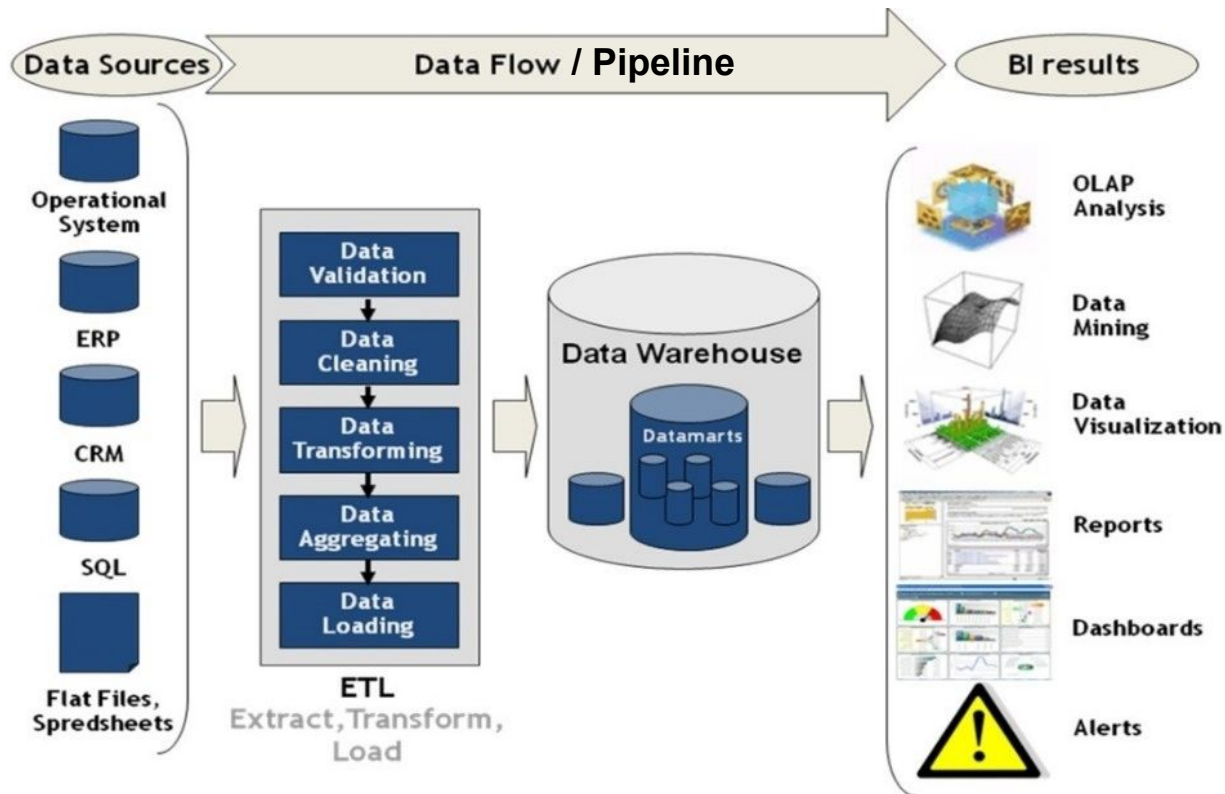 Data Sources
Data Flow / Pipeline
BI results
Operational
System
ERP
CRM
SQL
Flat Files,
Spredsheets
Data
Validation
Data
Cleaning
Data
Transforming
Data
Aggregating
Data
Loading
ETL
Extract, Transform,
Load
Data Warehouse
Datamarts
OLAP
Analysis
Data
Mining
Data
Visualization
Reports
Dashboards
Alerts